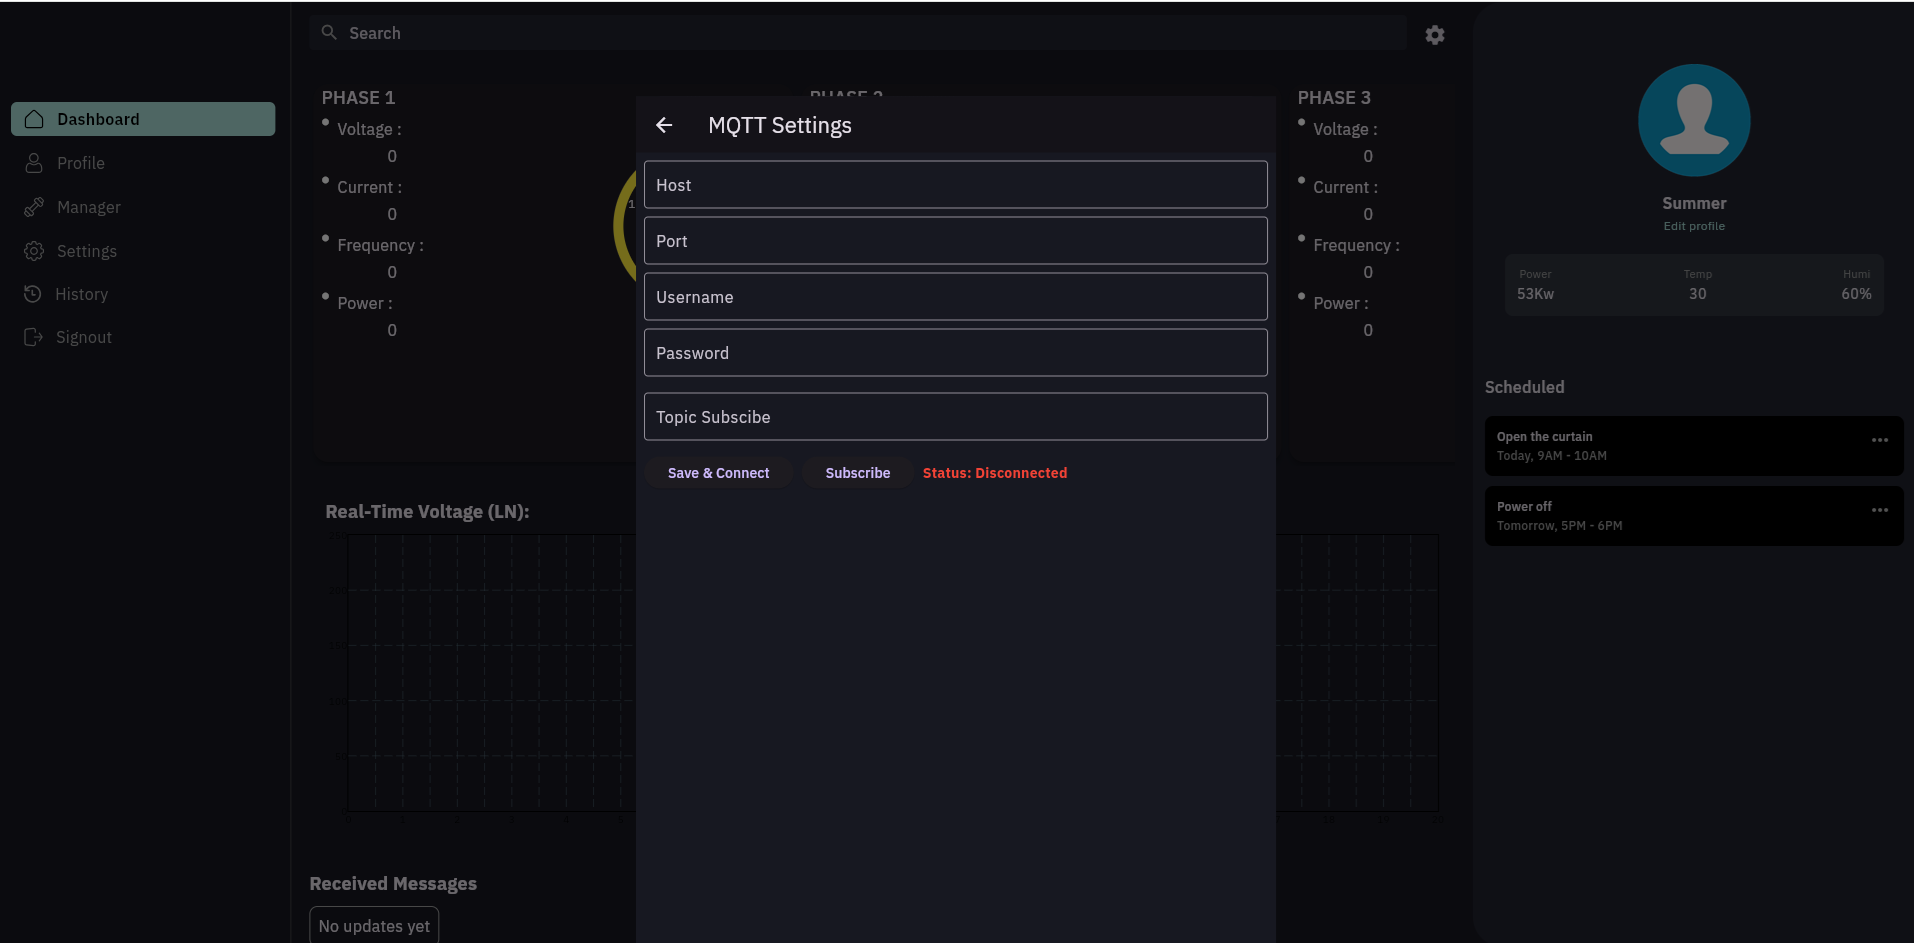 Dashboard
Profile
Manager
Settings
History
Signout
Search
PHASE 1
Voltage :
0
Current :
0
Frequency :
0
Power :
0
1
PHASE 2
PHASE 3
Voltage :
0
Current :
0
Frequency :
0
Power :
0
MQTT Settings
Host
Port
Username
Password
Topic Subscibe
Save & Connect
Subscribe
Status: Disconnected
Real-Time Voltage (LN):
Received Messages
No updates yet
Summer
Edit profile
Power
Temp
Humi
53Kw
30
60%
Scheduled
Open the curtain
Today, 9AM - 10AM
Power off
Tomorrow, 5PM - 6PM